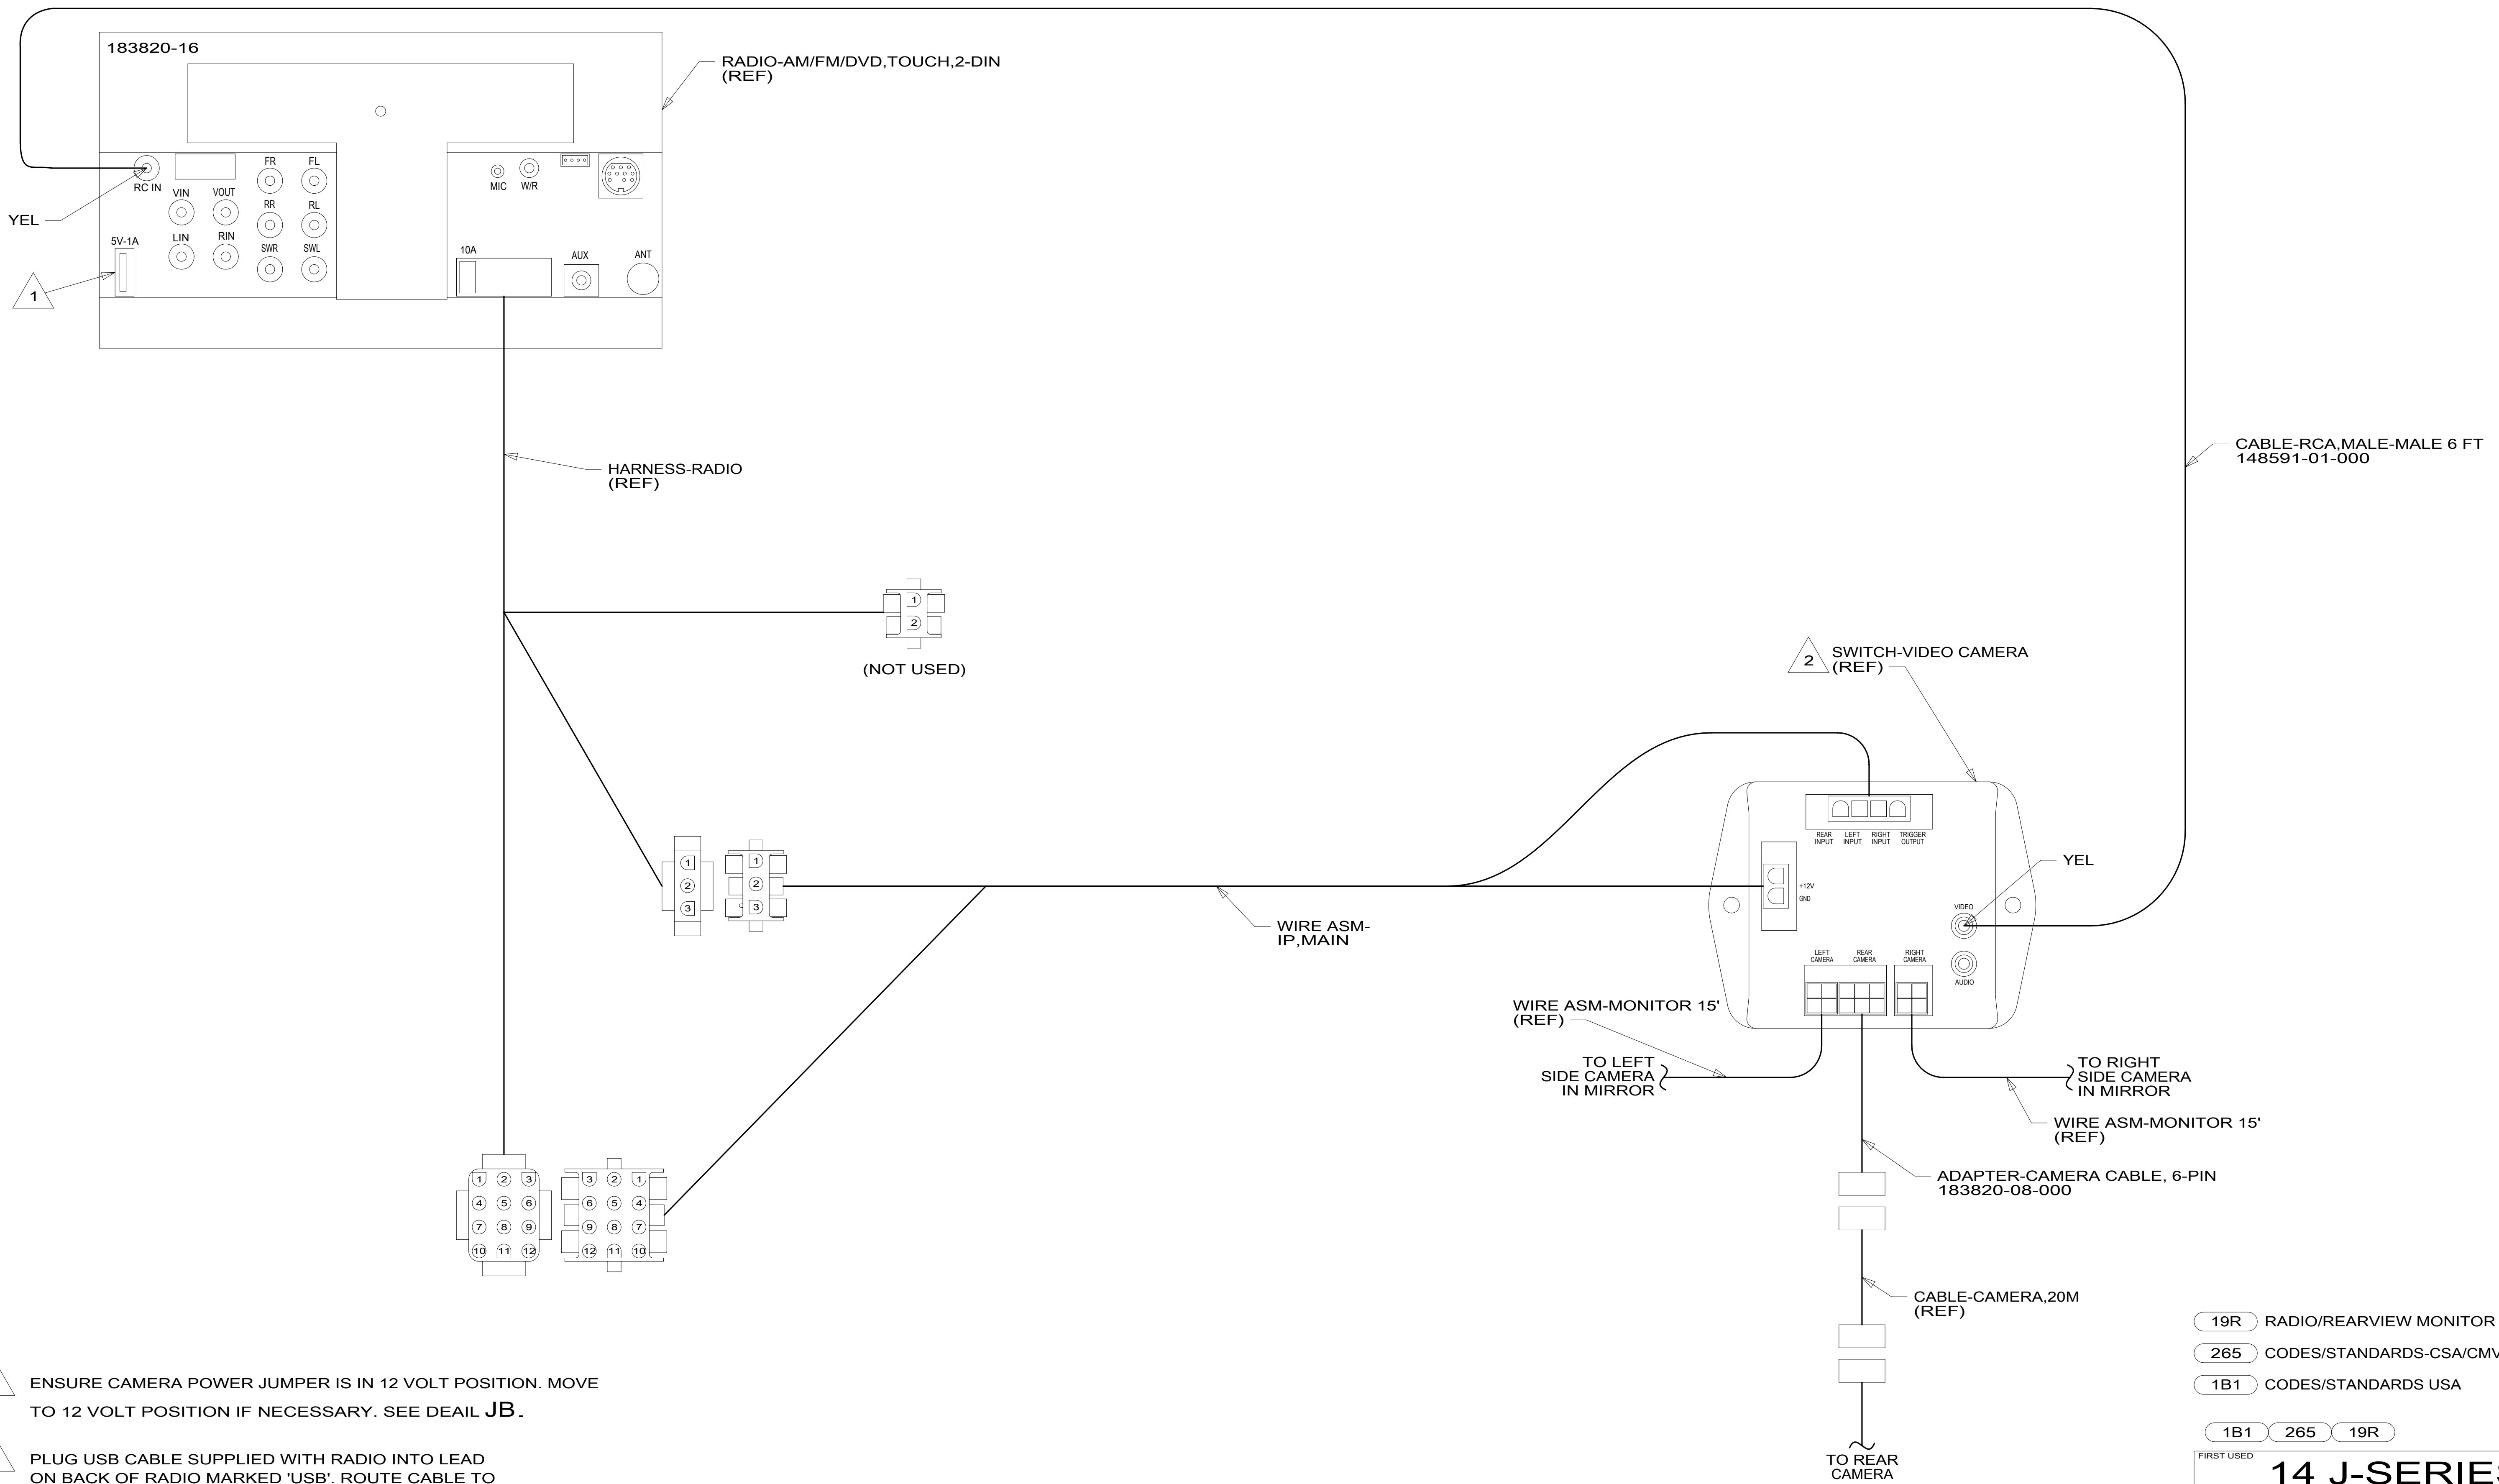 183820-16
RADIO-AM/FM/DVD,TOUCH,2-DIN
(REF)
RC IN
VIN
VOUT
FR
FL
RR
RL
LIN
RIN
SWR
SWL
5V-1A
MIC
W/R
10A
AUX
ANT
YEL
1
HARNESS-RADIO
(REF)
CABLE-RCA,MALE-MALE 6 FT
148591-01-000
1
2
(NOT USED)
2
SWITCH-VIDEO CAMERA
(REF)
REAR INPUT
LEFT INPUT
RIGHT INPUT
TRIGGER OUTPUT
+12V
GND
YEL
VIDEO
AUDIO
LEFT CAMERA
REAR CAMERA
RIGHT CAMERA
1
2
3
1
2
3
WIRE ASM-
IP,MAIN
WIRE ASM-MONITOR 15'
(REF)
TO LEFT
SIDE CAMERA
IN MIRROR
TO RIGHT
SIDE CAMERA
IN MIRROR
WIRE ASM-MONITOR 15'
(REF)
ADAPTER-CAMERA CABLE, 6-PIN
183820-08-000
1 2 3
4 5 6
7 8 9
10 11 12
3 2 1
6 5 4
9 8 7
12 11 10
CABLE-CAMERA,20M
(REF)
TO REAR
CAMERA
19R RADIO/REARVIEW MONITOR
265 CODES/STANDARDS-CSA/CMV
1B1 CODES/STANDARDS USA
1B1 265 19R
FIRST USED
14 J-SERIES
ENSURE CAMERA POWER JUMPER IS IN 12 VOLT POSITION. MOVE
TO 12 VOLT POSITION IF NECESSARY. SEE DEAIL JB.
PLUG USB CABLE SUPPLIED WITH RADIO INTO LEAD
ON BACK OF RADIO MARKED 'USB'. ROUTE CABLE TO